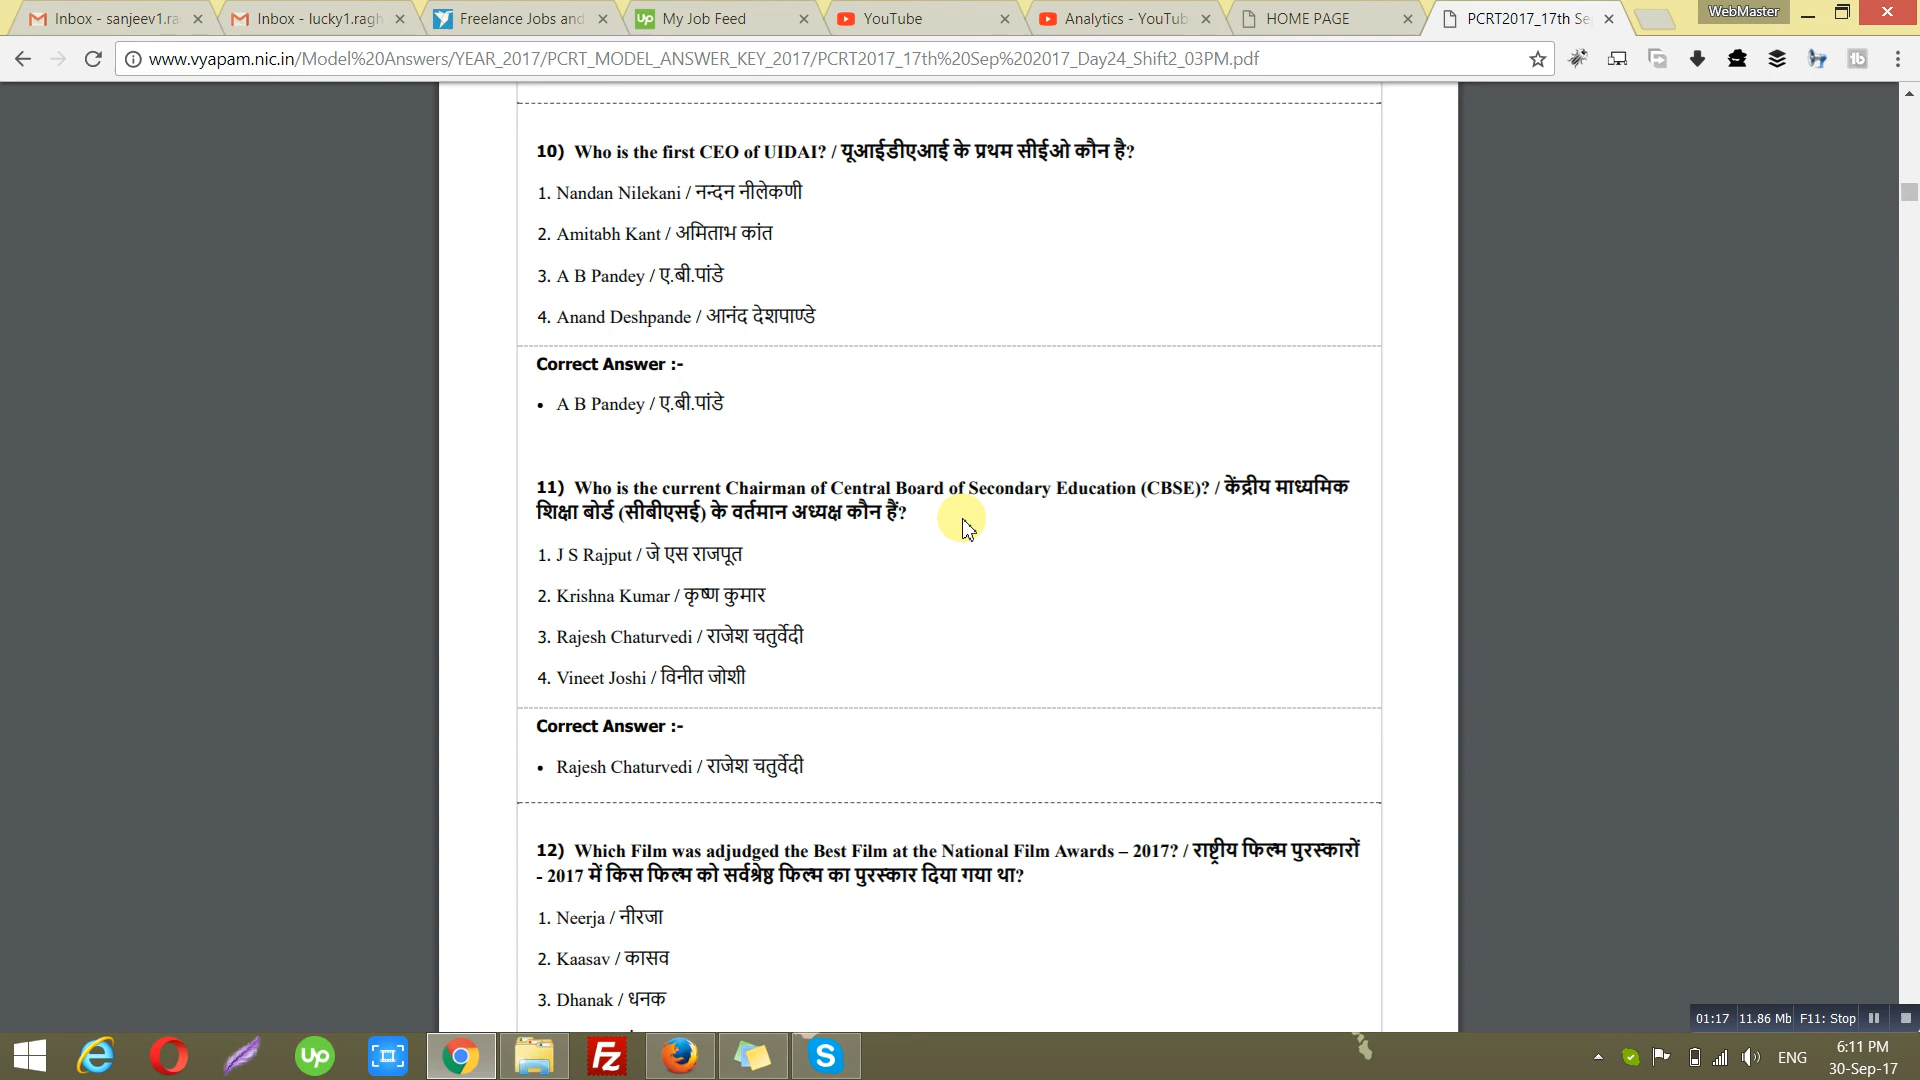 Inbox - sanjeev1.ra
Inbox - lucky1.ragh
Freelance Jobs and
My Job Feed
YouTube
Analytics - YouTub
HOME PAGE
PCRT2017_17th Se
WebMaster
www.vyapam.nic.in/Model%20Answers/YEAR_2017/PCRT_MODEL_ANSWER_KEY_2017/PCRT2017_17th%20Sep%202017_Day24_Shift2_03PM.pdf
10) Who is the first CEO of UIDAI? / यूआईडीएआई के प्रथम सीईओ कौन है?
1. Nandan Nilekani / नन्दन नीलेकणी
2. Amitabh Kant / अमिताभ कांत
3. A B Pandey / ए.बी.पांडे
4. Anand Deshpande / आनंद देशपाण्डे
Correct Answer :-
• A B Pandey / ए.बी.पांडे
11) Who is the current Chairman of Central Board of Secondary Education (CBSE)? / केंद्रीय माध्यमिक
शिक्षा बोर्ड (सीबीएसई) के वर्तमान अध्यक्ष कौन हैं?
1. J S Rajput / जे एस राजपूत
2. Krishna Kumar / कृष्ण कुमार
3. Rajesh Chaturvedi / राजेश चतुर्वेदी
4. Vineet Joshi / विनीत जोशी
Correct Answer :-
• Rajesh Chaturvedi / राजेश चतुर्वेदी
12) Which Film was adjudged the Best Film at the National Film Awards – 2017? / राष्ट्रीय फिल्म पुरस्कारों
- 2017 में किस फिल्म को सर्वश्रेष्ठ फिल्म का पुरस्कार दिया गया था?
1. Neerja / नीरजा
2. Kaasav / कासव
3. Dhanak / धनक
01:17 11.86 Mb F11: Stop
ENG
6:11 PM
30-Sep-17